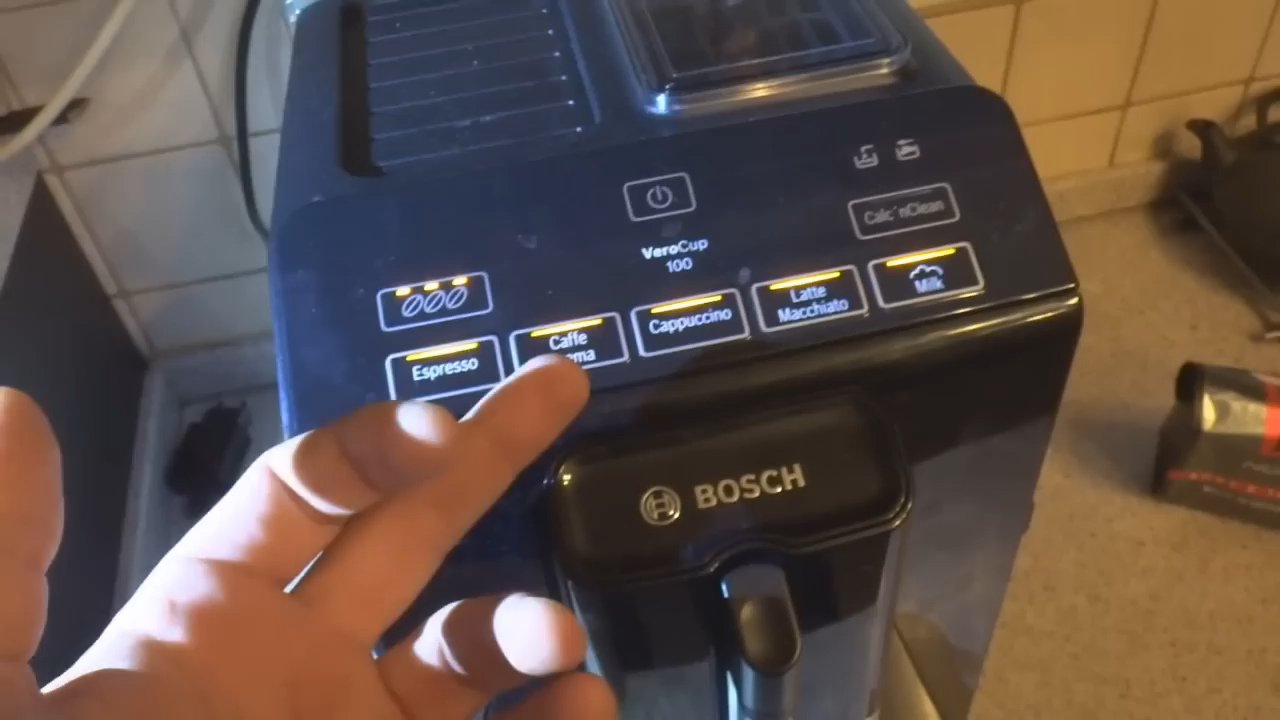 Calc'nClean
VeroCup
100
Espresso
Caffe
Cappuccino
Latte
Macchiato
Milk
BOSCH